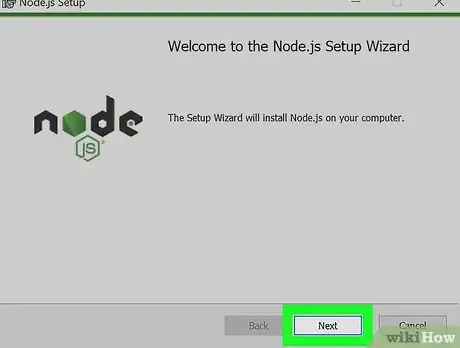 Node.js Setup
Welcome to the Node.js Setup Wizard
node
JS
The Setup Wizard will install Node.js on your computer.
Back
Next
Cancel
wikiHow